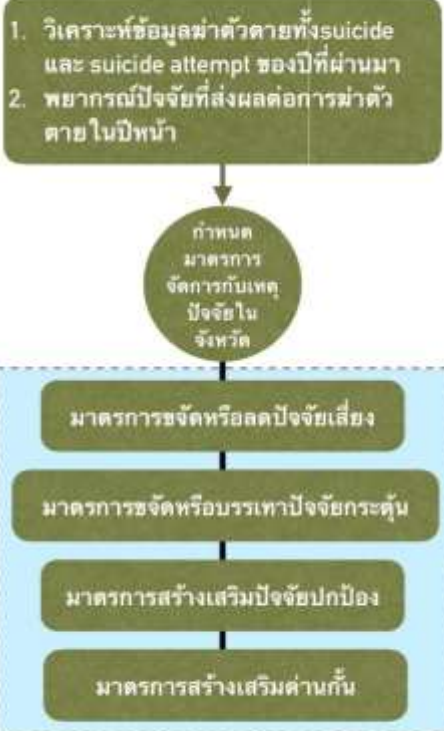 1. วิเคราะห์ข้อมูลฆ่าตัวตายทั้งsuicide
และ suicide attempt ของปีที่ผ่านมา
2. พยากรณ์ปัจจัยที่ส่งผลต่อการฆ่าตัว
ตายในปีหน้า
กำหนด
มาตรการ
จัดการกับเหตุ
ปัจจัยใน
จังหวัด
มาตรการขจัดหรือลดปัจจัยเสี่ยง
มาตรการขจัดหรือบรรเทาปัจจัยกระตุ้น
มาตรการสร้างเสริมปัจจัยปกป้อง
มาตรการสร้างเสริมด่านกั้น